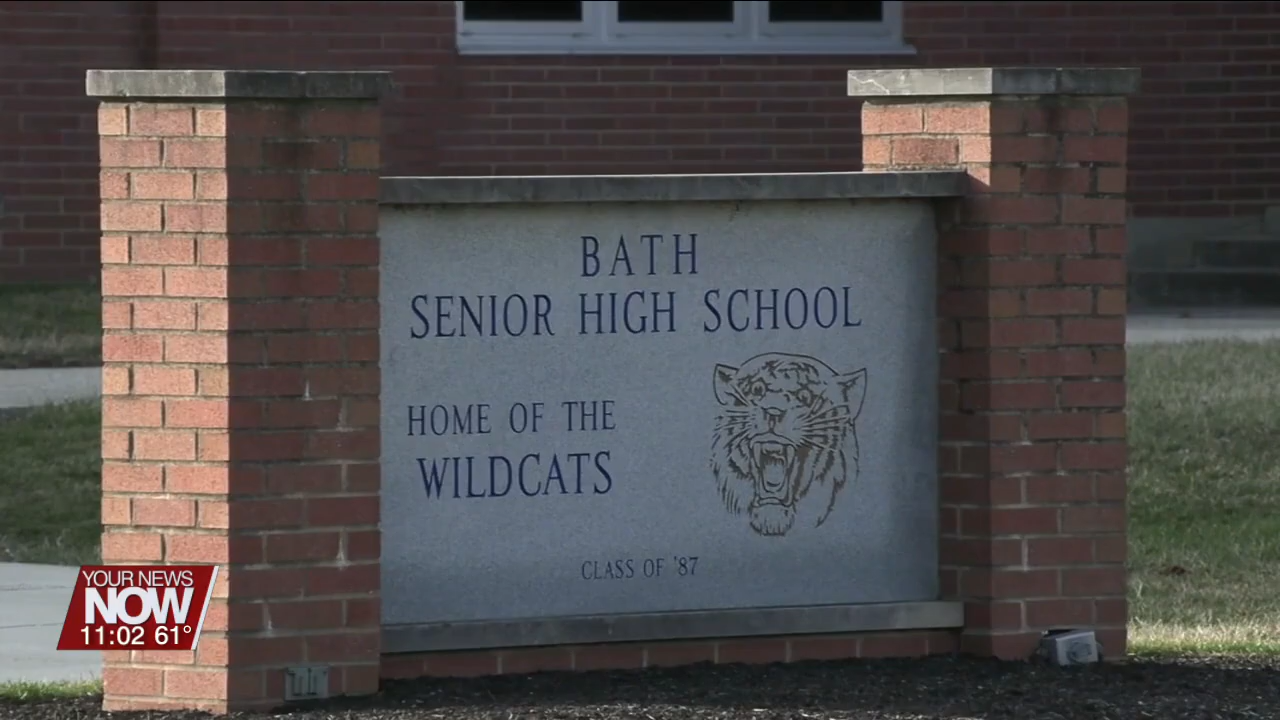 BATH
SENIOR HIGH SCHOOL
HOME OF THE
WILDCATS
CLASS OF '87
YOUR NEWS
NOW
11:02 61°